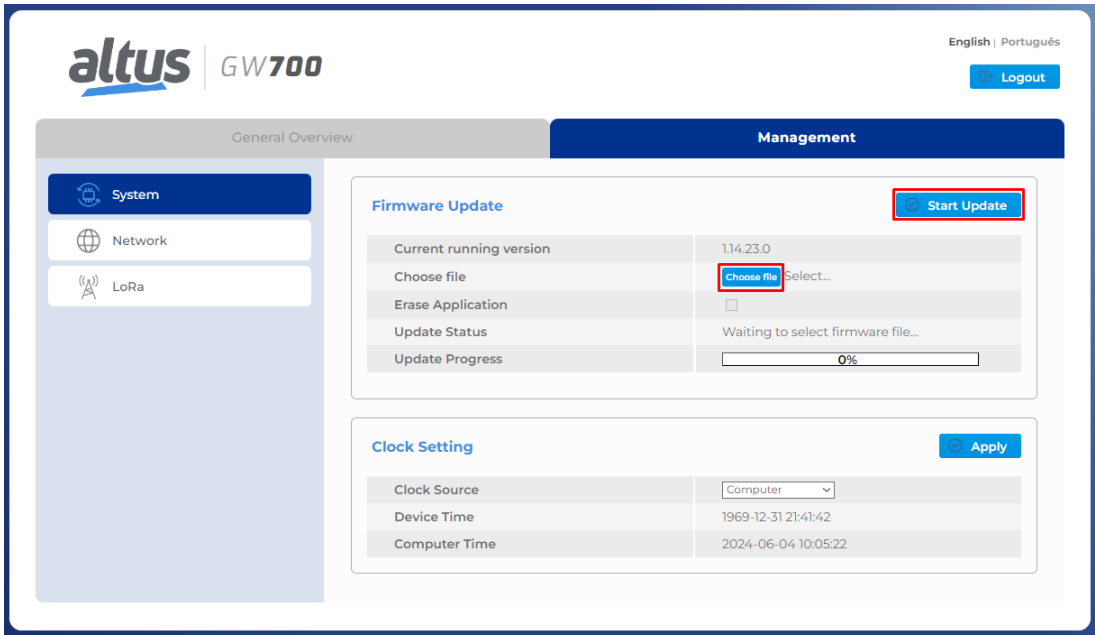 English | Português
altus GW700
Logout
General Overview
Management
System
Network
LoRa
Firmware Update
Start Update
Current running version 1.14.23.0
Choose file Choose file Select...
Erase Application
Update Status Waiting to select firmware file...
Update Progress 0%
Clock Setting
Apply
Clock Source Computer
Device Time 1969-12-31 21:41:42
Computer Time 2024-06-04 10:05:22